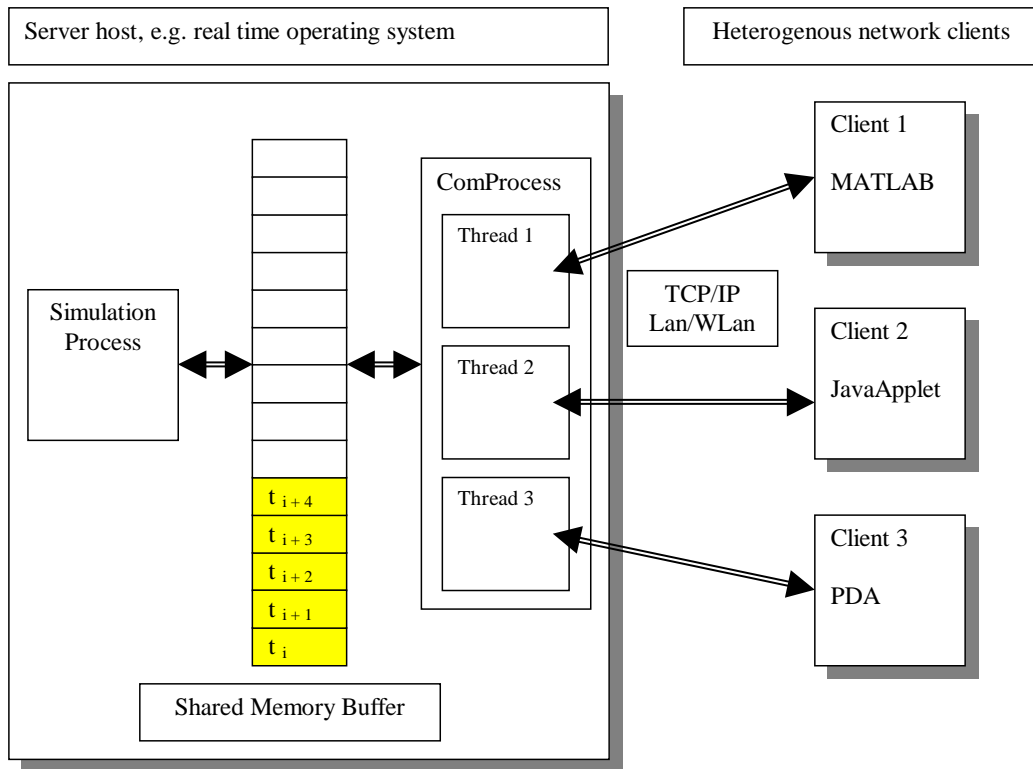 Server host, e.g. real time operating system
Heterogenous network clients
Simulation
Process
t i + 4
t i + 3
t i + 2
t i + 1
t i
Shared Memory Buffer
ComProcess
Thread 1
Thread 2
Thread 3
TCP/IP
Lan/WLan
Client 1
MATLAB
Client 2
JavaApplet
Client 3
PDA